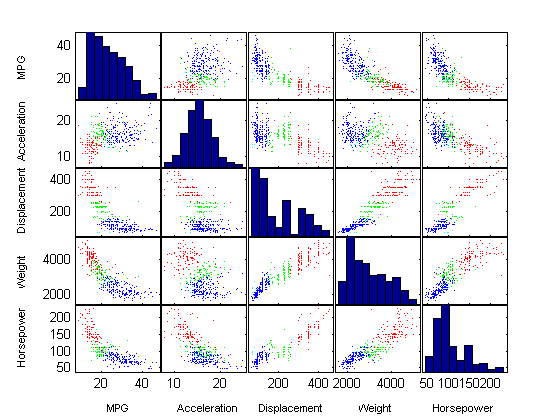 MPG
40
20
Acceleration
20
10
Displacement
400
200
Weight
4000
2000
Horsepower
200
150
100
50
20 40 10 20 200 400 2000 4000 50 100 150 200
MPG Acceleration Displacement Weight Horsepower